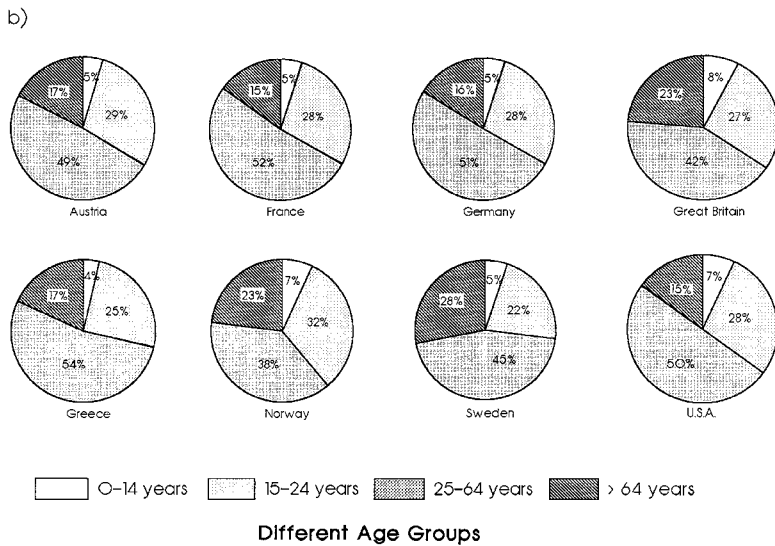 b)
5%
29%
49%
17%
Austria
5%
28%
52%
15%
France
5%
28%
51%
16%
Germany
8%
27%
42%
23%
Great Britain
4%
25%
54%
17%
Greece
7%
32%
38%
23%
Norway
5%
22%
45%
28%
Sweden
7%
28%
50%
15%
U.S.A.
0-14 years
15-24 years
25-64 years
> 64 years
Different Age Groups